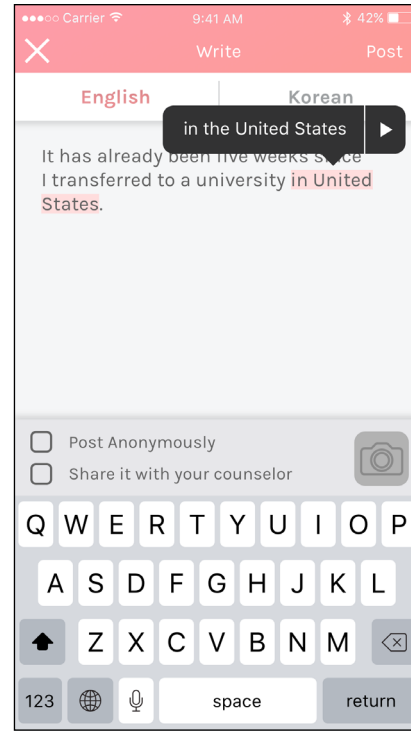 Carrier 9:41 AM 42%
Write Post
English Korean
in the United States
It has already been five weeks since
I transferred to a university in United
States.
Post Anonymously
Share it with your counselor
Q W E R T Y U I O P
A S D F G H J K L
Z X C V B N M
123 space return